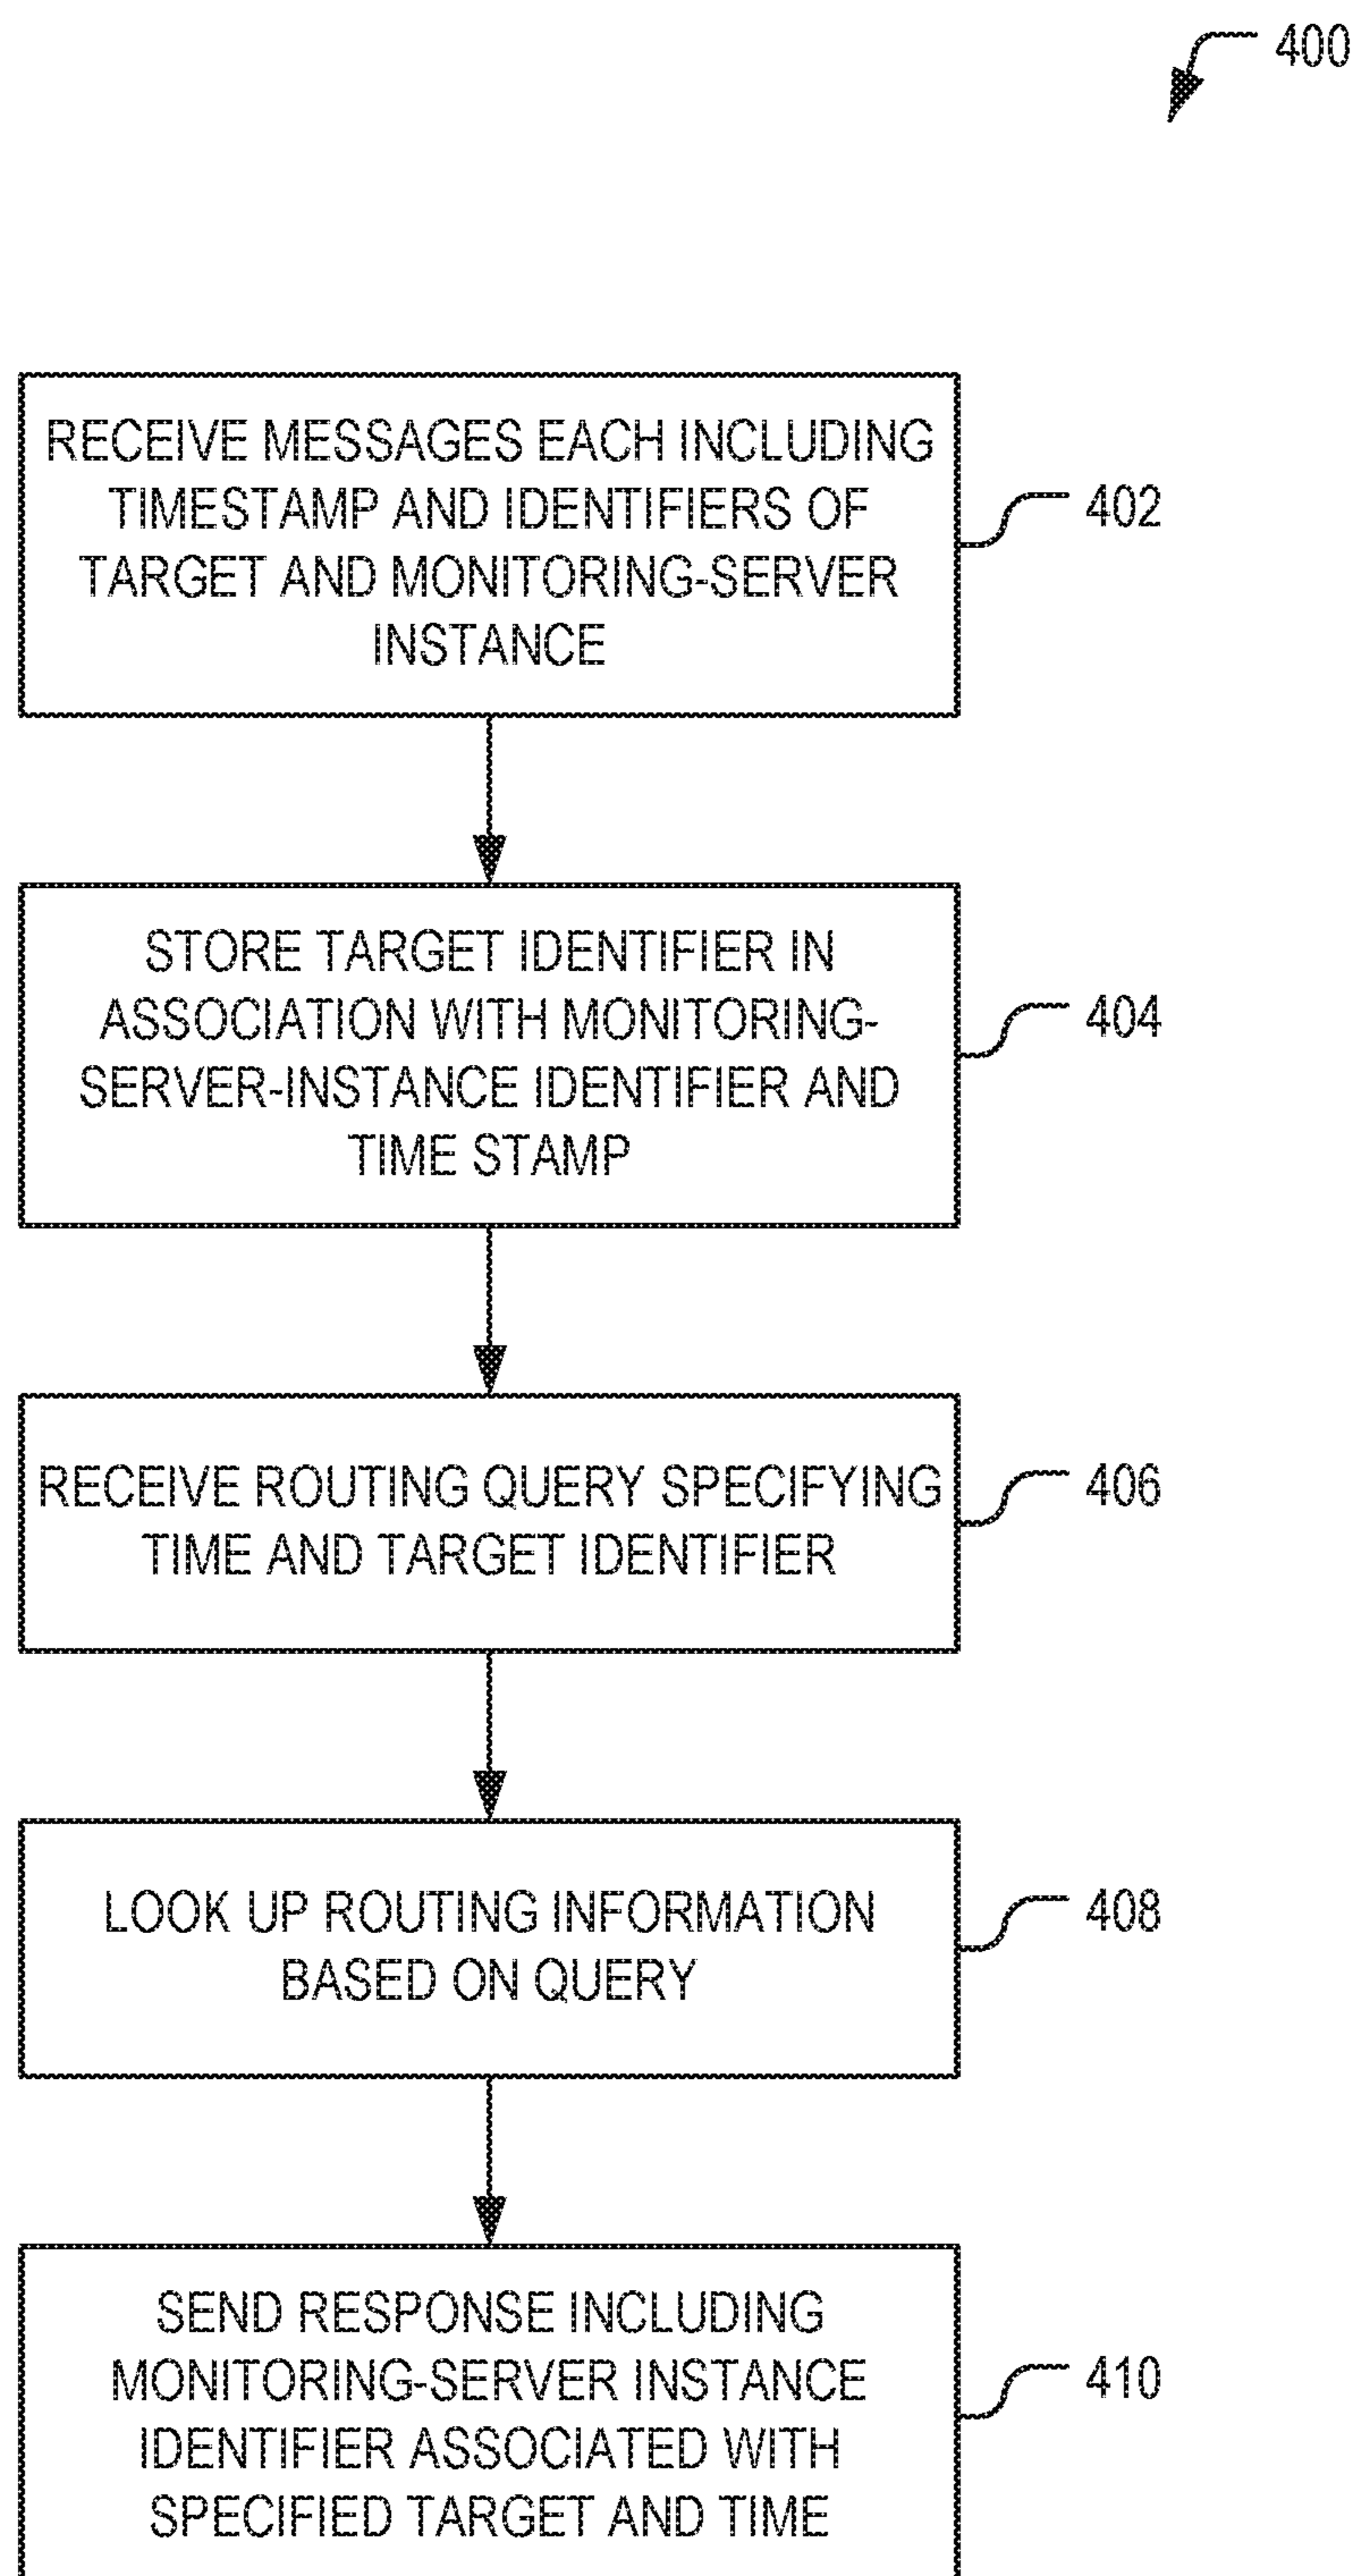 400
RECEIVE MESSAGES EACH INCLUDING
TIMESTAMP AND IDENTIFIERS OF
TARGET AND MONITORING-SERVER
INSTANCE
402
STORE TARGET IDENTIFIER IN
ASSOCIATION WITH MONITORING-
SERVER-INSTANCE IDENTIFIER AND
TIME STAMP
404
RECEIVE ROUTING QUERY SPECIFYING
TIME AND TARGET IDENTIFIER
406
LOOK UP ROUTING INFORMATION
BASED ON QUERY
408
SEND RESPONSE INCLUDING
MONITORING-SERVER INSTANCE
IDENTIFIER ASSOCIATED WITH
SPECIFIED TARGET AND TIME
410